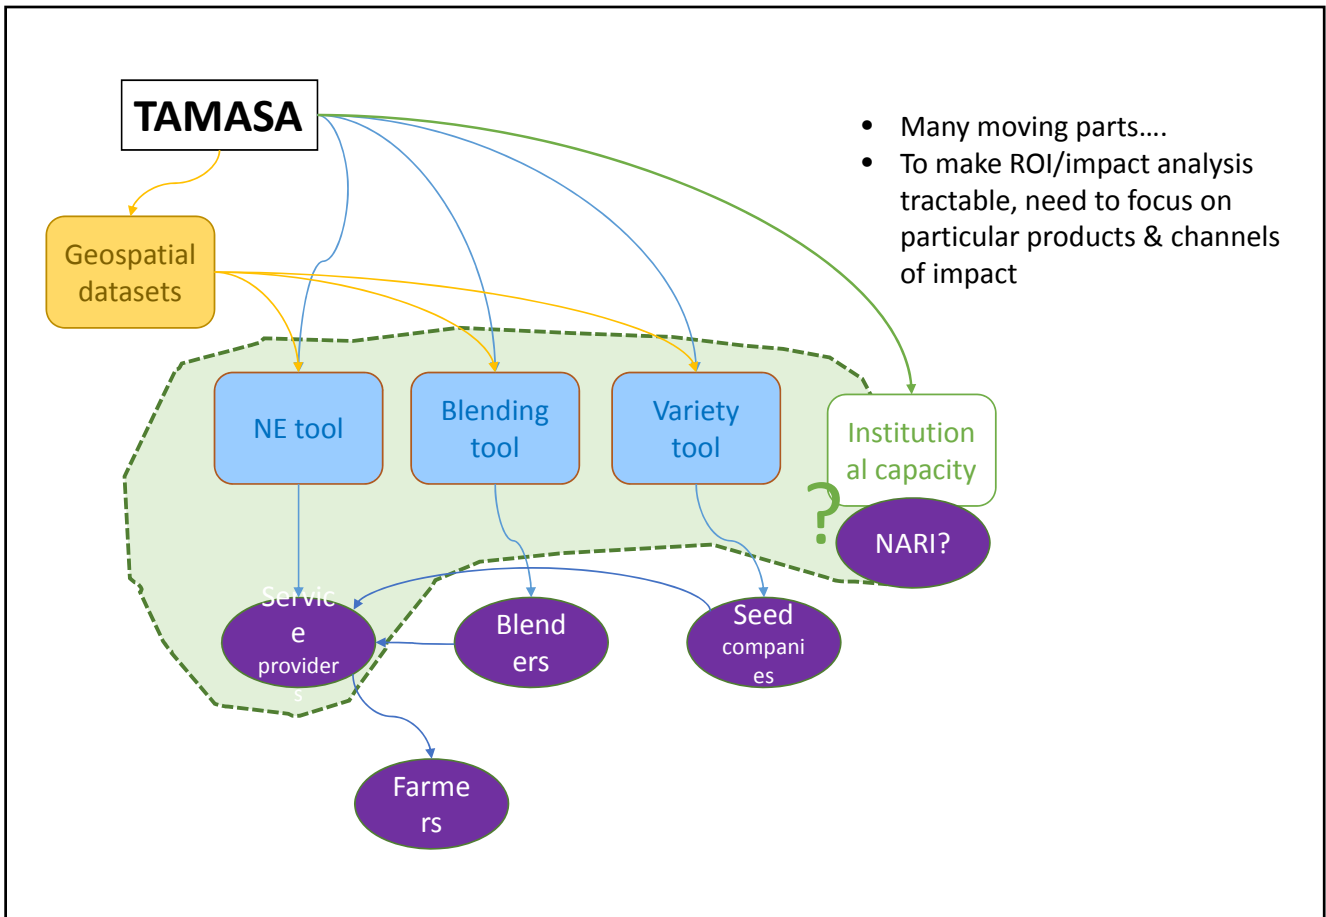 TAMASA
• Many moving parts....
• To make ROI/impact analysis
tractable, need to focus on
particular products & channels
of impact
Geospatial
datasets
NE tool
Blending
tool
Variety
tool
Institution
al capacity
?
NARI?
Servic
e
provider
s
Blend
ers
Seed
compani
es
Farme
rs